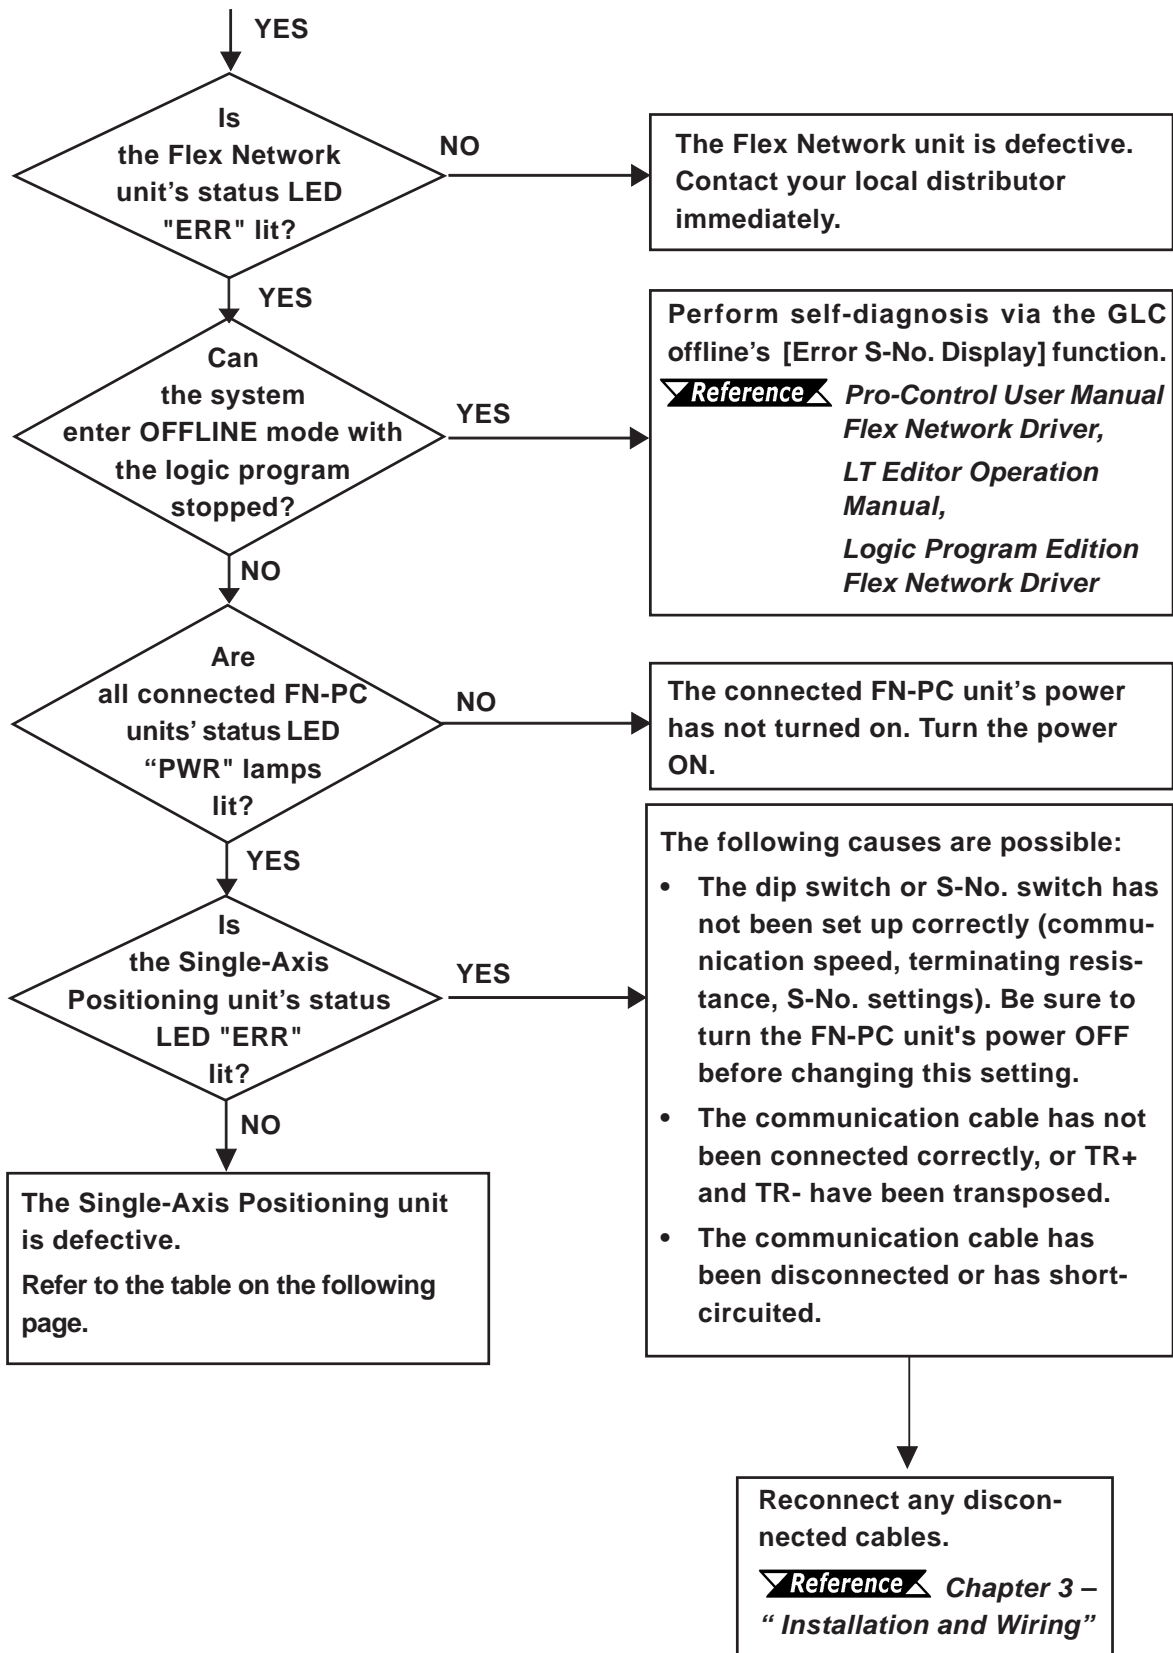 YES
Is
the Flex Network
unit's status LED
"ERR" lit?
NO
The Flex Network unit is defective.
Contact your local distributor
immediately.
YES
Can
the system
enter OFFLINE mode with
the logic program
stopped?
YES
Perform self-diagnosis via the GLC
offline's [Error S-No. Display] function.
Reference Pro-Control User Manual
Flex Network Driver,
LT Editor Operation
Manual,
Logic Program Edition
Flex Network Driver
NO
Are
all connected FN-PC
units’ status LED
“PWR" lamps
lit?
NO
The connected FN-PC unit’s power
has not turned on. Turn the power
ON.
YES
Is
the Single-Axis
Positioning unit's status
LED "ERR"
lit?
YES
The following causes are possible:
• The dip switch or S-No. switch has
not been set up correctly (commu-
nication speed, terminating resis-
tance, S-No. settings). Be sure to
turn the FN-PC unit's power OFF
before changing this setting.
• The communication cable has not
been connected correctly, or TR+
and TR- have been transposed.
• The communication cable has
been disconnected or has short-
circuited.
NO
The Single-Axis Positioning unit
is defective.
Refer to the table on the following
page.
Reconnect any discon-
nected cables.
Reference Chapter 3 –
“ Installation and Wiring”